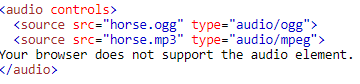 <audio controls>
  <source src="horse.ogg" type="audio/ogg">
  <source src="horse.mp3" type="audio/mpeg">
Your browser does not support the audio element.
</audio>